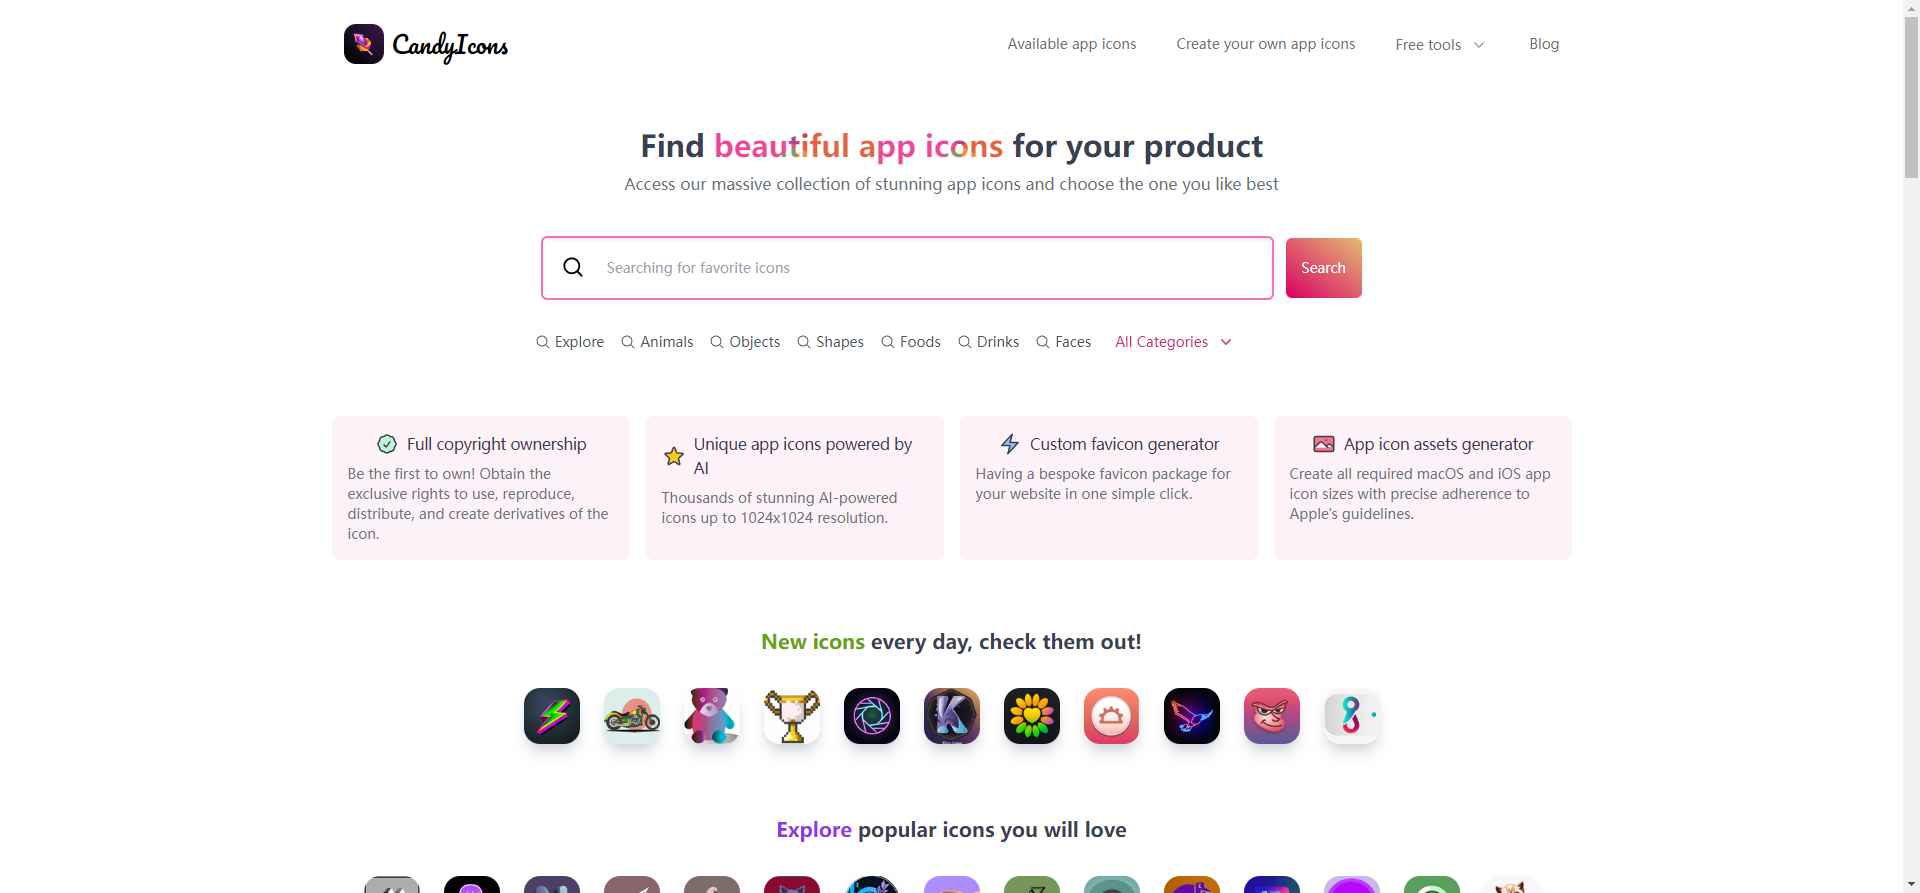 CandyIcons
Available app icons
Create your own app icons
Free tools
Blog
Find beautiful app icons for your product
Access our massive collection of stunning app icons and choose the one you like best
Searching for favorite icons
Search
Explore
Animals
Objects
Shapes
Foods
Drinks
Faces
All Categories
Full copyright ownership
Be the first to own! Obtain the
exclusive rights to use, reproduce,
distribute, and create derivatives of the
icon.
Unique app icons powered by
AI
Thousands of stunning AI-powered
icons up to 1024x1024 resolution.
Custom favicon generator
Having a bespoke favicon package for
your website in one simple click.
App icon assets generator
Create all required macOS and iOS app
icon sizes with precise adherence to
Apple's guidelines.
New icons every day, check them out!
K
Explore popular icons you will love